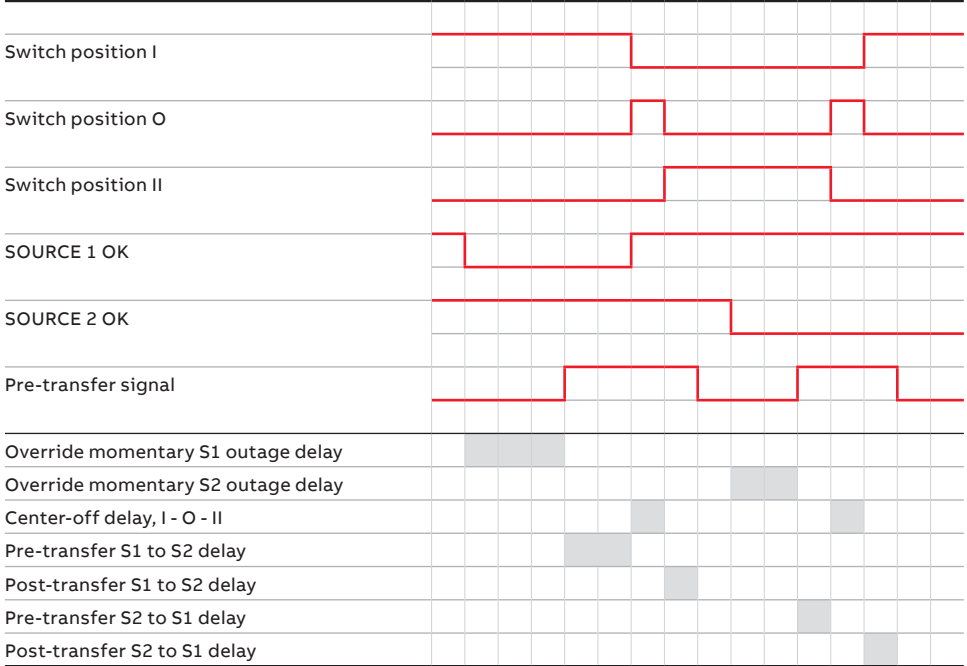 Switch position I
Switch position O
Switch position II
SOURCE 1 OK
SOURCE 2 OK
Pre-transfer signal
Override momentary S1 outage delay
Override momentary S2 outage delay
Center-off delay, I - O - II
Pre-transfer S1 to S2 delay
Post-transfer S1 to S2 delay
Pre-transfer S2 to S1 delay
Post-transfer S2 to S1 delay